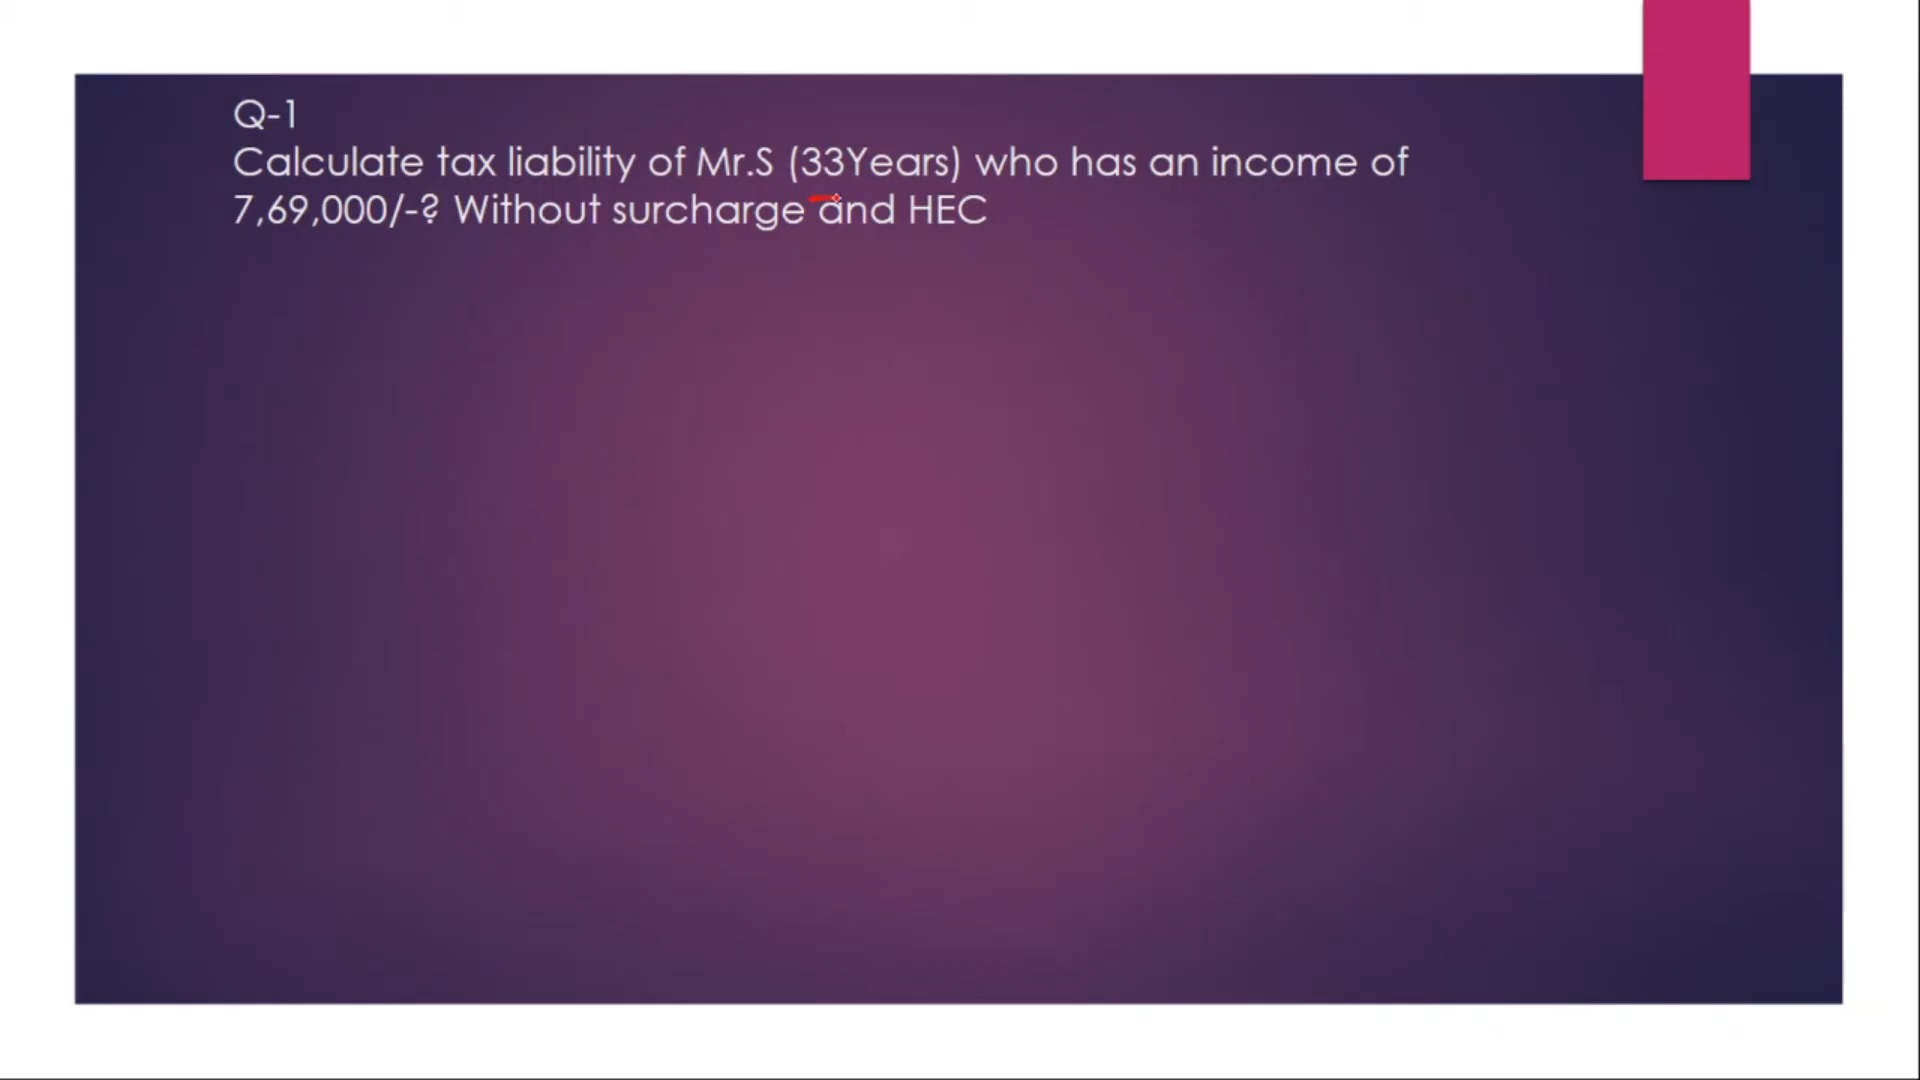 Q-1
Calculate tax liability of Mr.S (33Years) who has an income of
7,69,000/-? Without surcharge and HEC